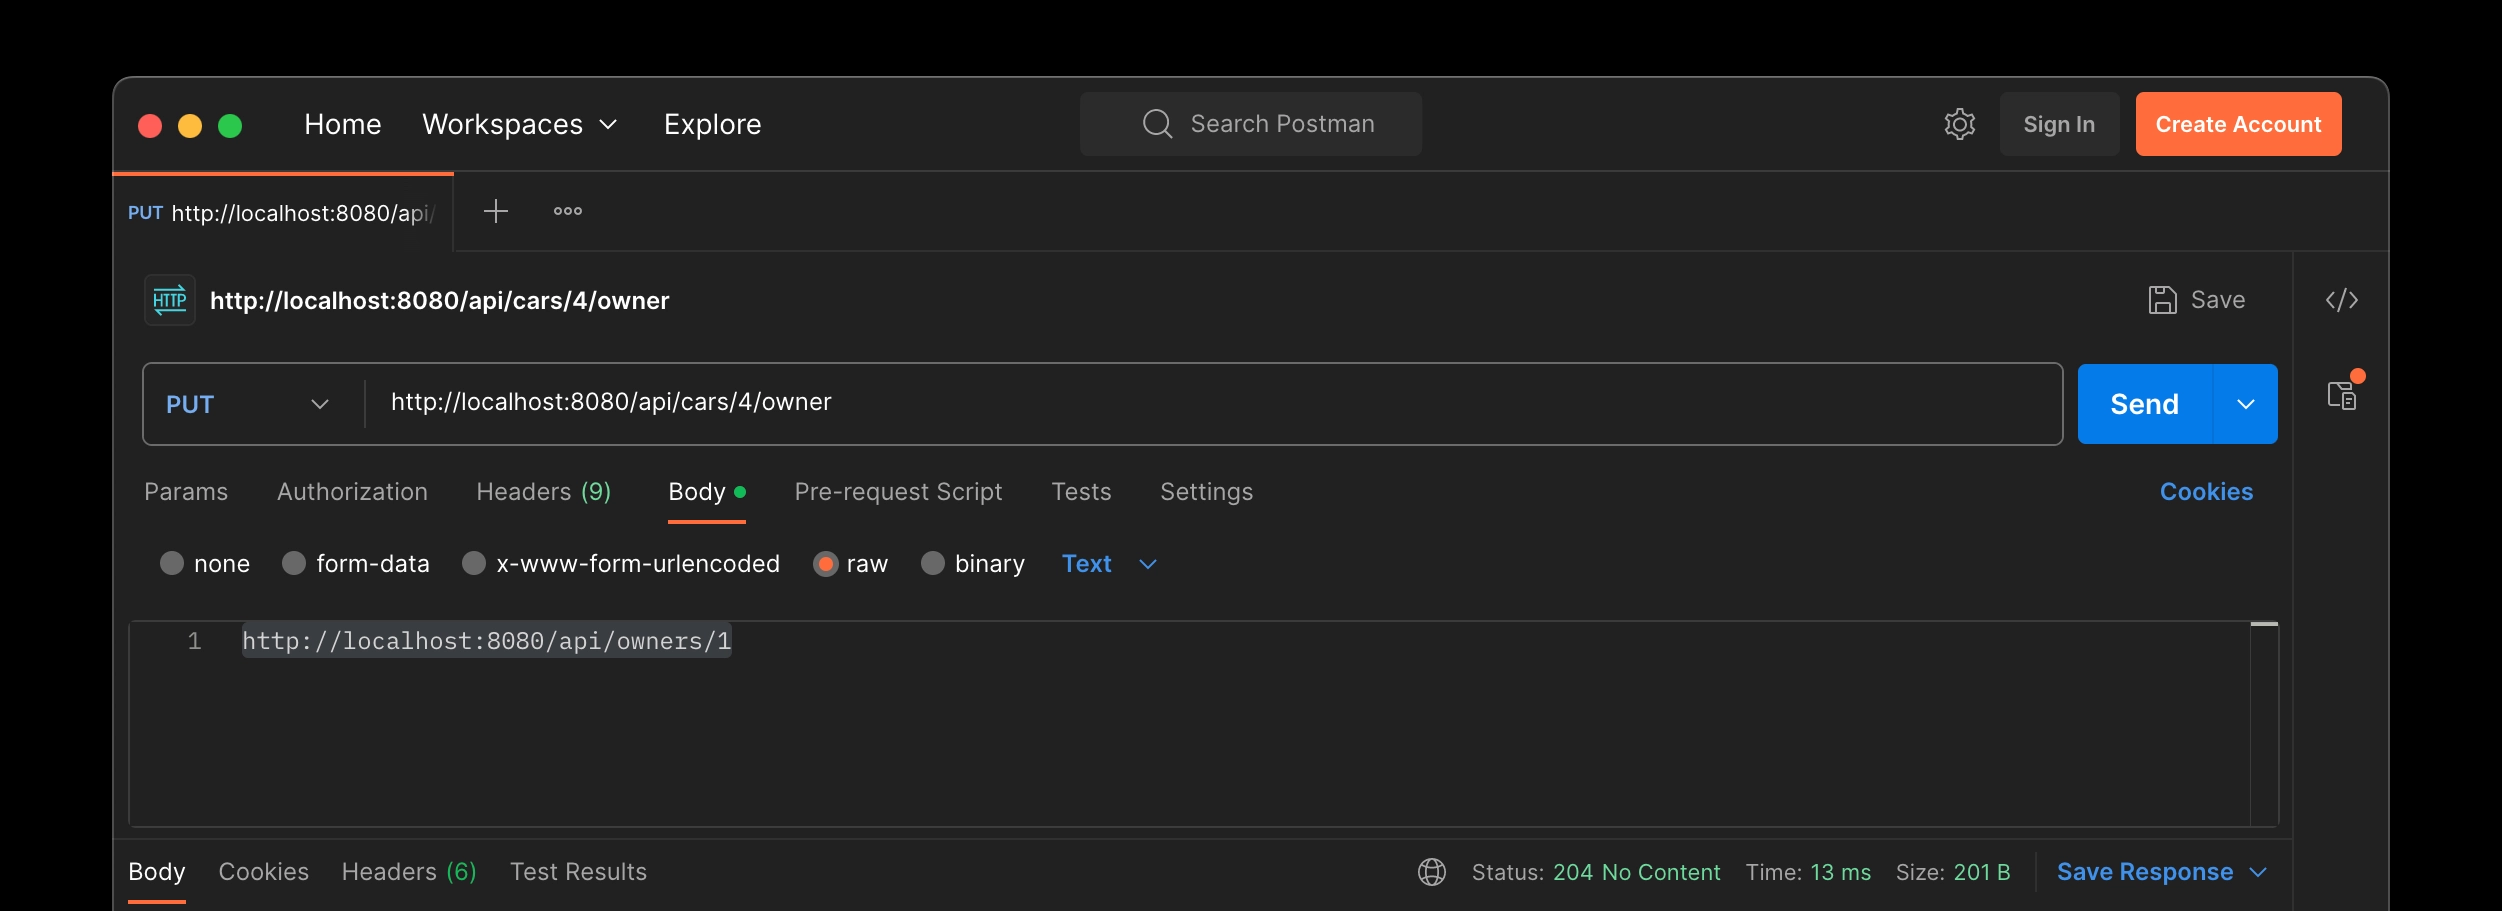 Home Workspaces Explore Search Postman Sign In Create Account
PUT http://localhost:8080/api/
HTTP http://localhost:8080/api/cars/4/owner Save </>
PUT http://localhost:8080/api/cars/4/owner Send
Params Authorization Headers (9) Body Pre-request Script Tests Settings Cookies
none form-data x-www-form-urlencoded raw binary Text
1 http://localhost:8080/api/owners/1
Body Cookies Headers (6) Test Results Status: 204 No Content Time: 13 ms Size: 201 B Save Response